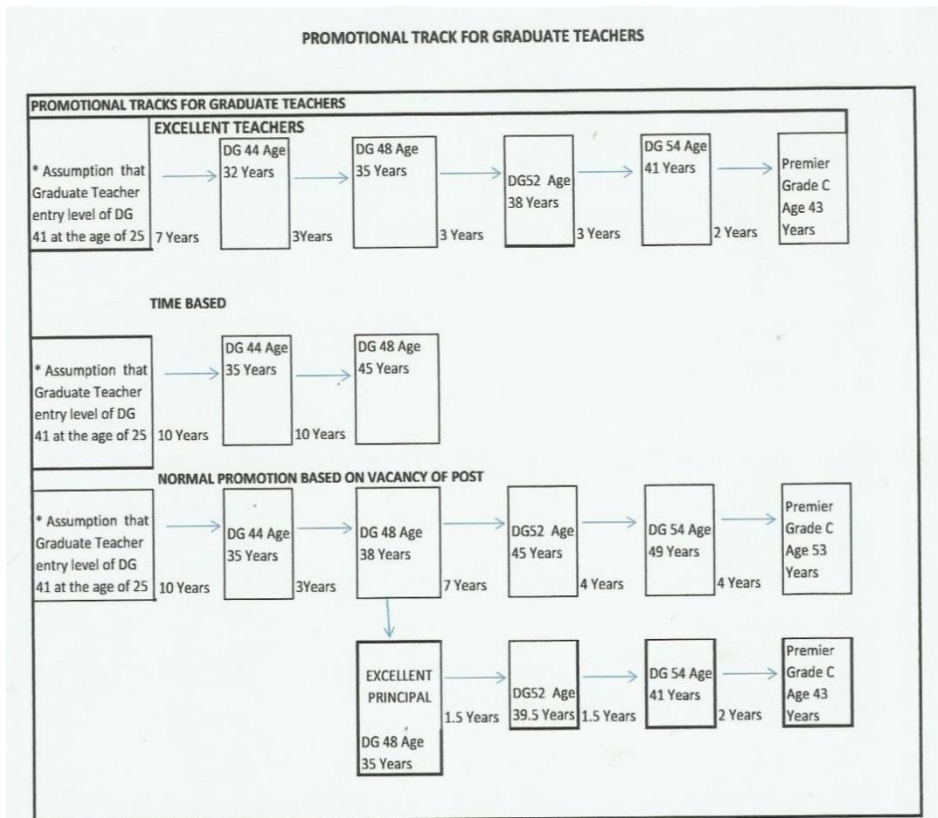 PROMOTIONAL TRACK FOR GRADUATE TEACHERS
PROMOTIONAL TRACKS FOR GRADUATE TEACHERS
EXCELLENT TEACHERS
* Assumption that
Graduate Teacher
entry level of DG
41 at the age of 25
7 Years
DG 44 Age
32 Years
3Years
DG 48 Age
35 Years
3 Years
DG52 Age
38 Years
3 Years
DG 54 Age
41 Years
2 Years
Premier
Grade C
Age 43
Years
TIME BASED
* Assumption that
Graduate Teacher
entry level of DG
41 at the age of 25
10 Years
DG 44 Age
35 Years
10 Years
DG 48 Age
45 Years
NORMAL PROMOTION BASED ON VACANCY OF POST
* Assumption that
Graduate Teacher
entry level of DG
41 at the age of 25
10 Years
DG 44 Age
35 Years
3Years
DG 48 Age
38 Years
7 Years
DG52 Age
45 Years
4 Years
DG 54 Age
49 Years
4 Years
Premier
Grade C
Age 53
Years
EXCELLENT
PRINCIPAL
DG 48 Age
35 Years
1.5 Years
DG52 Age
39.5 Years
1.5 Years
DG 54 Age
41 Years
2 Years
Premier
Grade C
Age 43
Years